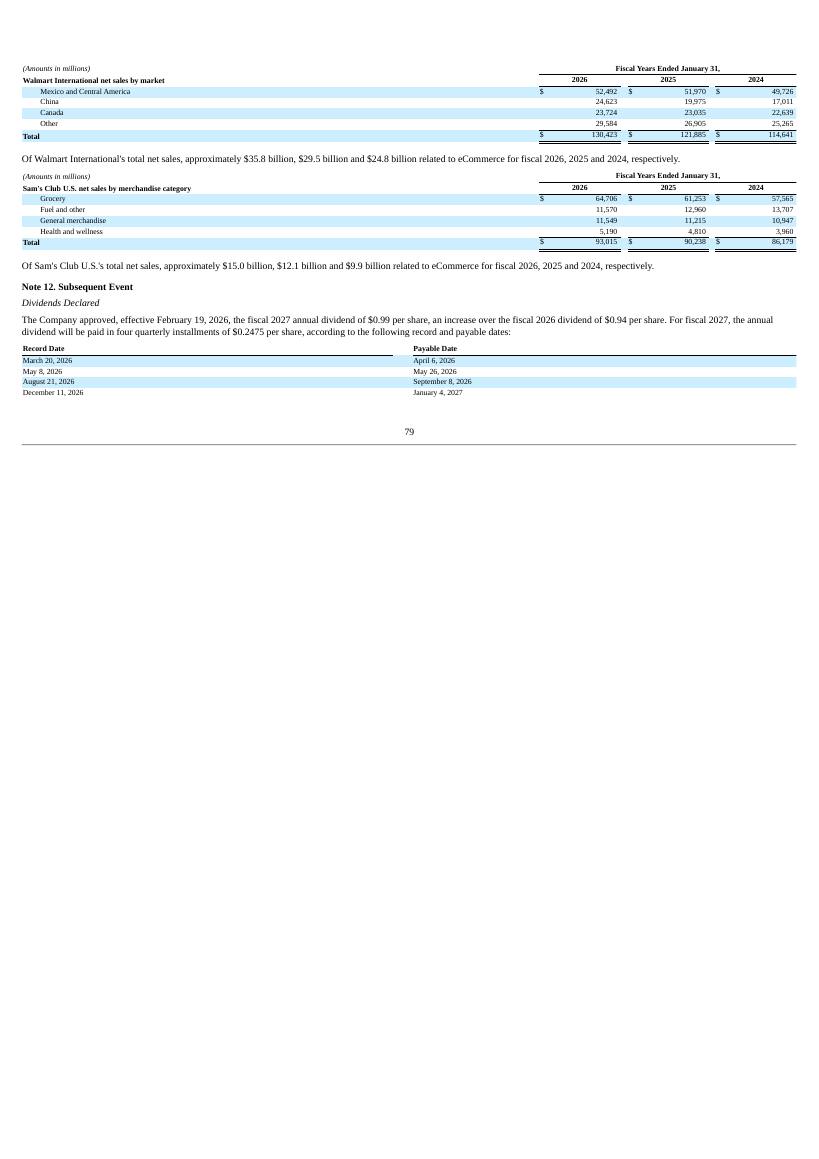 (Amounts in millions) Fiscal Years Ended January 31,
Walmart International net sales by market 2026 2025 2024
Mexico and Central America $ 52,492 $ 51,970 $ 49,726
China 24,623 19,975 17,011
Canada 23,724 23,035 22,639
Other 29,584 26,905 25,265
Total $ 130,423 $ 121,885 $ 114,641
Of Walmart International's total net sales, approximately $35.8 billion, $29.5 billion and $24.8 billion related to eCommerce for fiscal 2026, 2025 and 2024, respectively.
(Amounts in millions) Fiscal Years Ended January 31,
Sam's Club U.S. net sales by merchandise category 2026 2025 2024
Grocery $ 64,706 $ 61,253 $ 57,565
Fuel and other 11,570 12,960 13,707
General merchandise 11,549 11,215 10,947
Health and wellness 5,190 4,810 3,960
Total $ 93,015 $ 90,238 $ 86,179
Of Sam's Club U.S.'s total net sales, approximately $15.0 billion, $12.1 billion and $9.9 billion related to eCommerce for fiscal 2026, 2025 and 2024, respectively.
Note 12. Subsequent Event
Dividends Declared
The Company approved, effective February 19, 2026, the fiscal 2027 annual dividend of $0.99 per share, an increase over the fiscal 2026 dividend of $0.94 per share. For fiscal 2027, the annual
dividend will be paid in four quarterly installments of $0.2475 per share, according to the following record and payable dates:
Record Date Payable Date
March 20, 2026 April 6, 2026
May 8, 2026 May 26, 2026
August 21, 2026 September 8, 2026
December 11, 2026 January 4, 2027
79